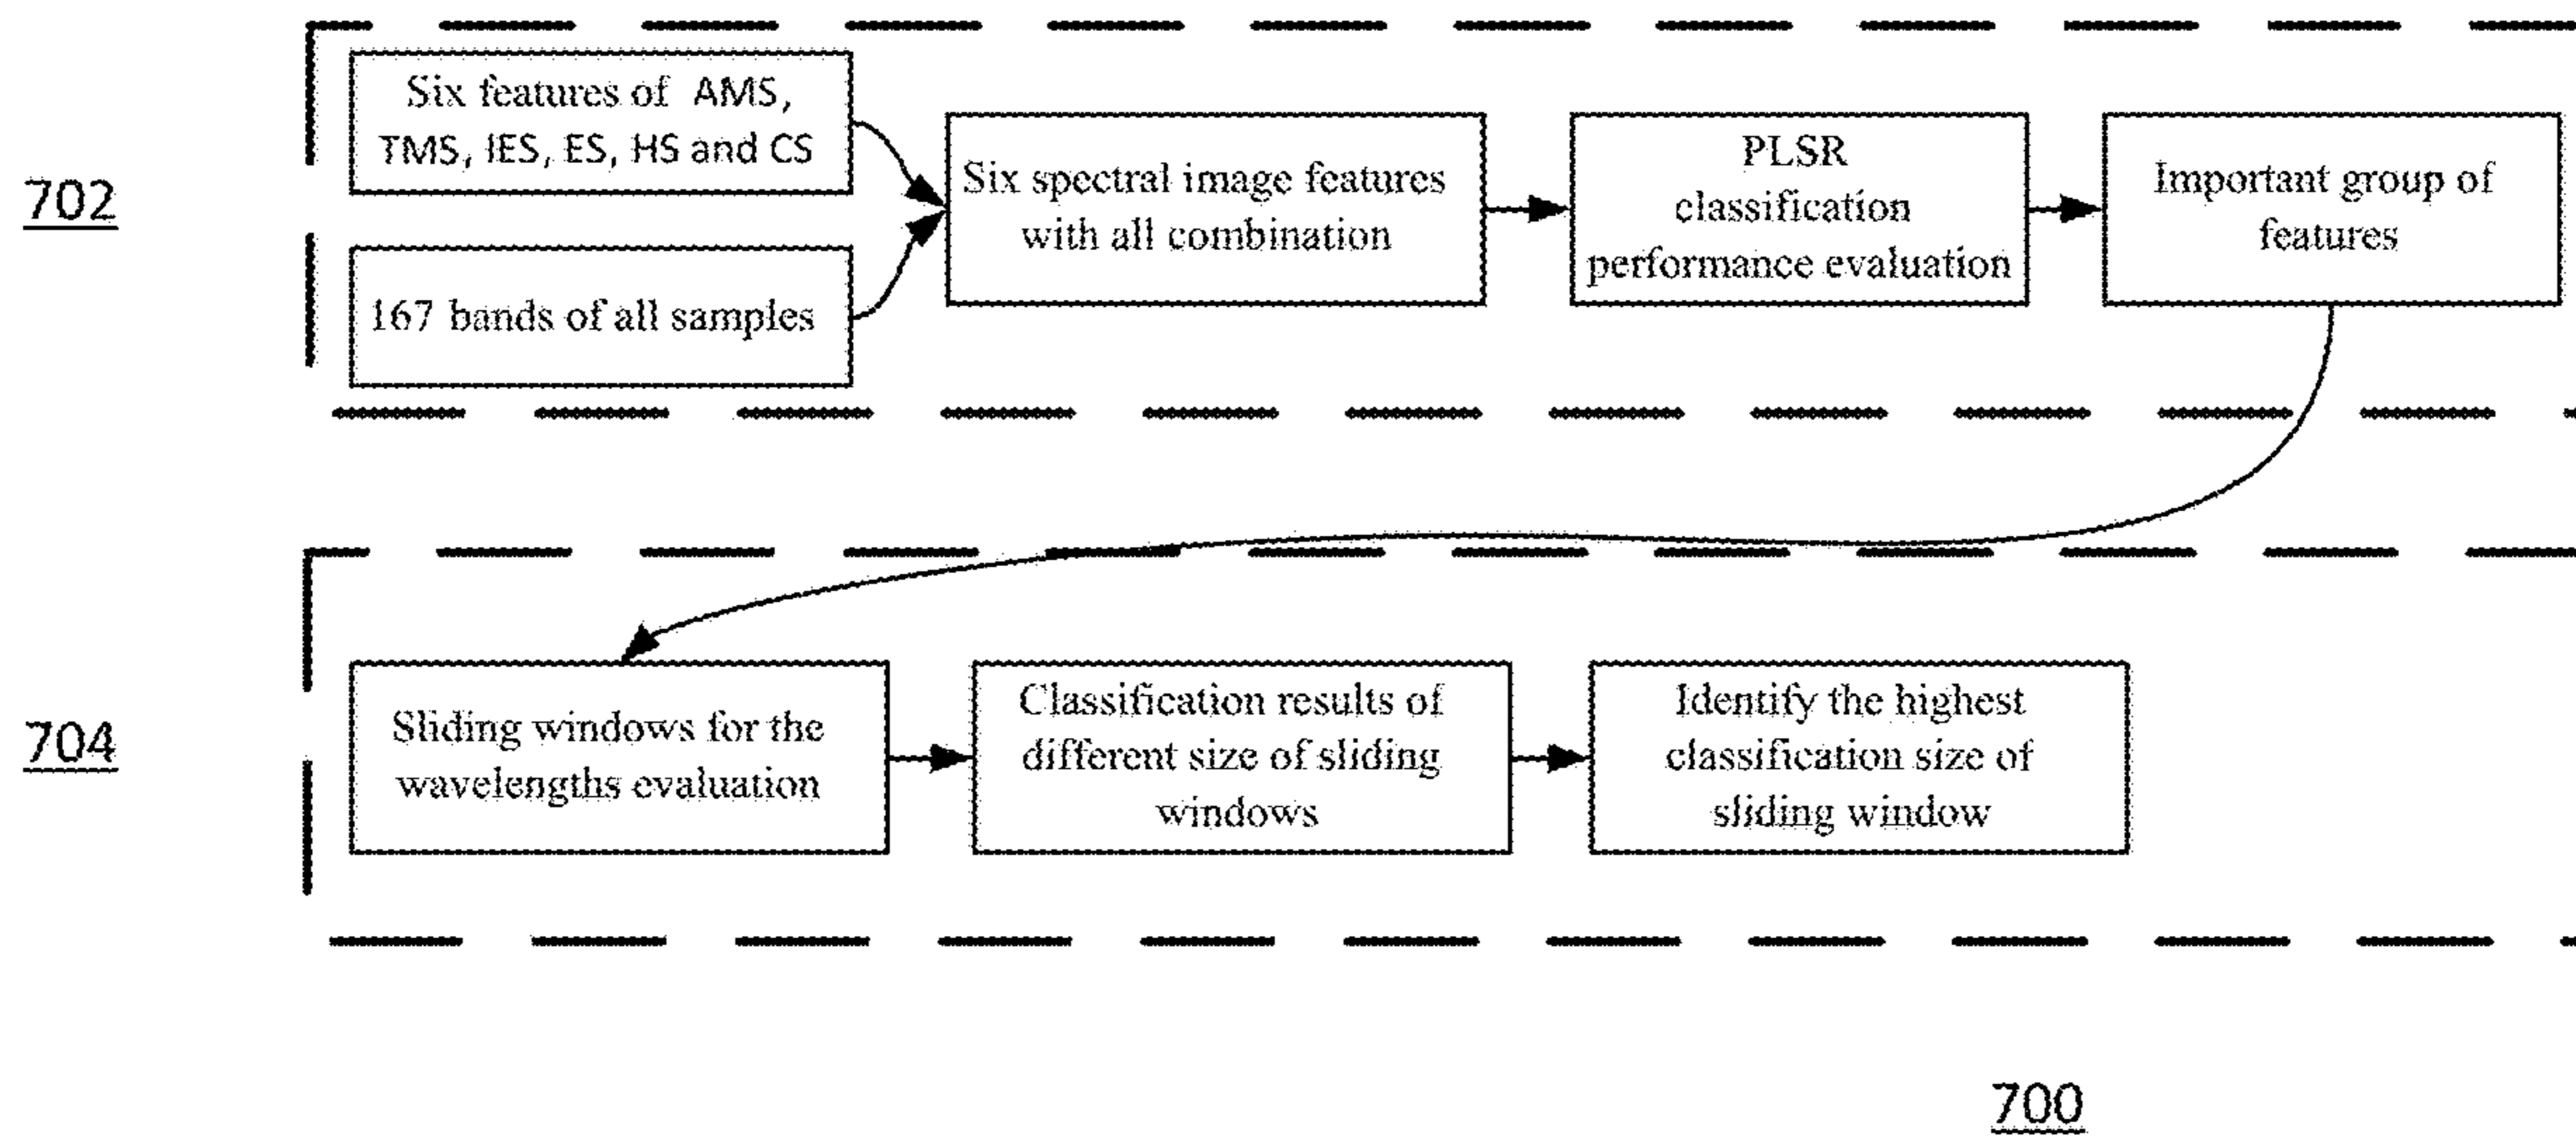 702
Six features of AMS,
TMS, IES, ES, HS and CS
167 bands of all samples
Six spectral image features
with all combination
PLSR
classification
performance evaluation
Important group of
features
704
Sliding windows for the
wavelengths evaluation
Classification results of
different size of sliding
windows
Identify the highest
classification size of
sliding window
700